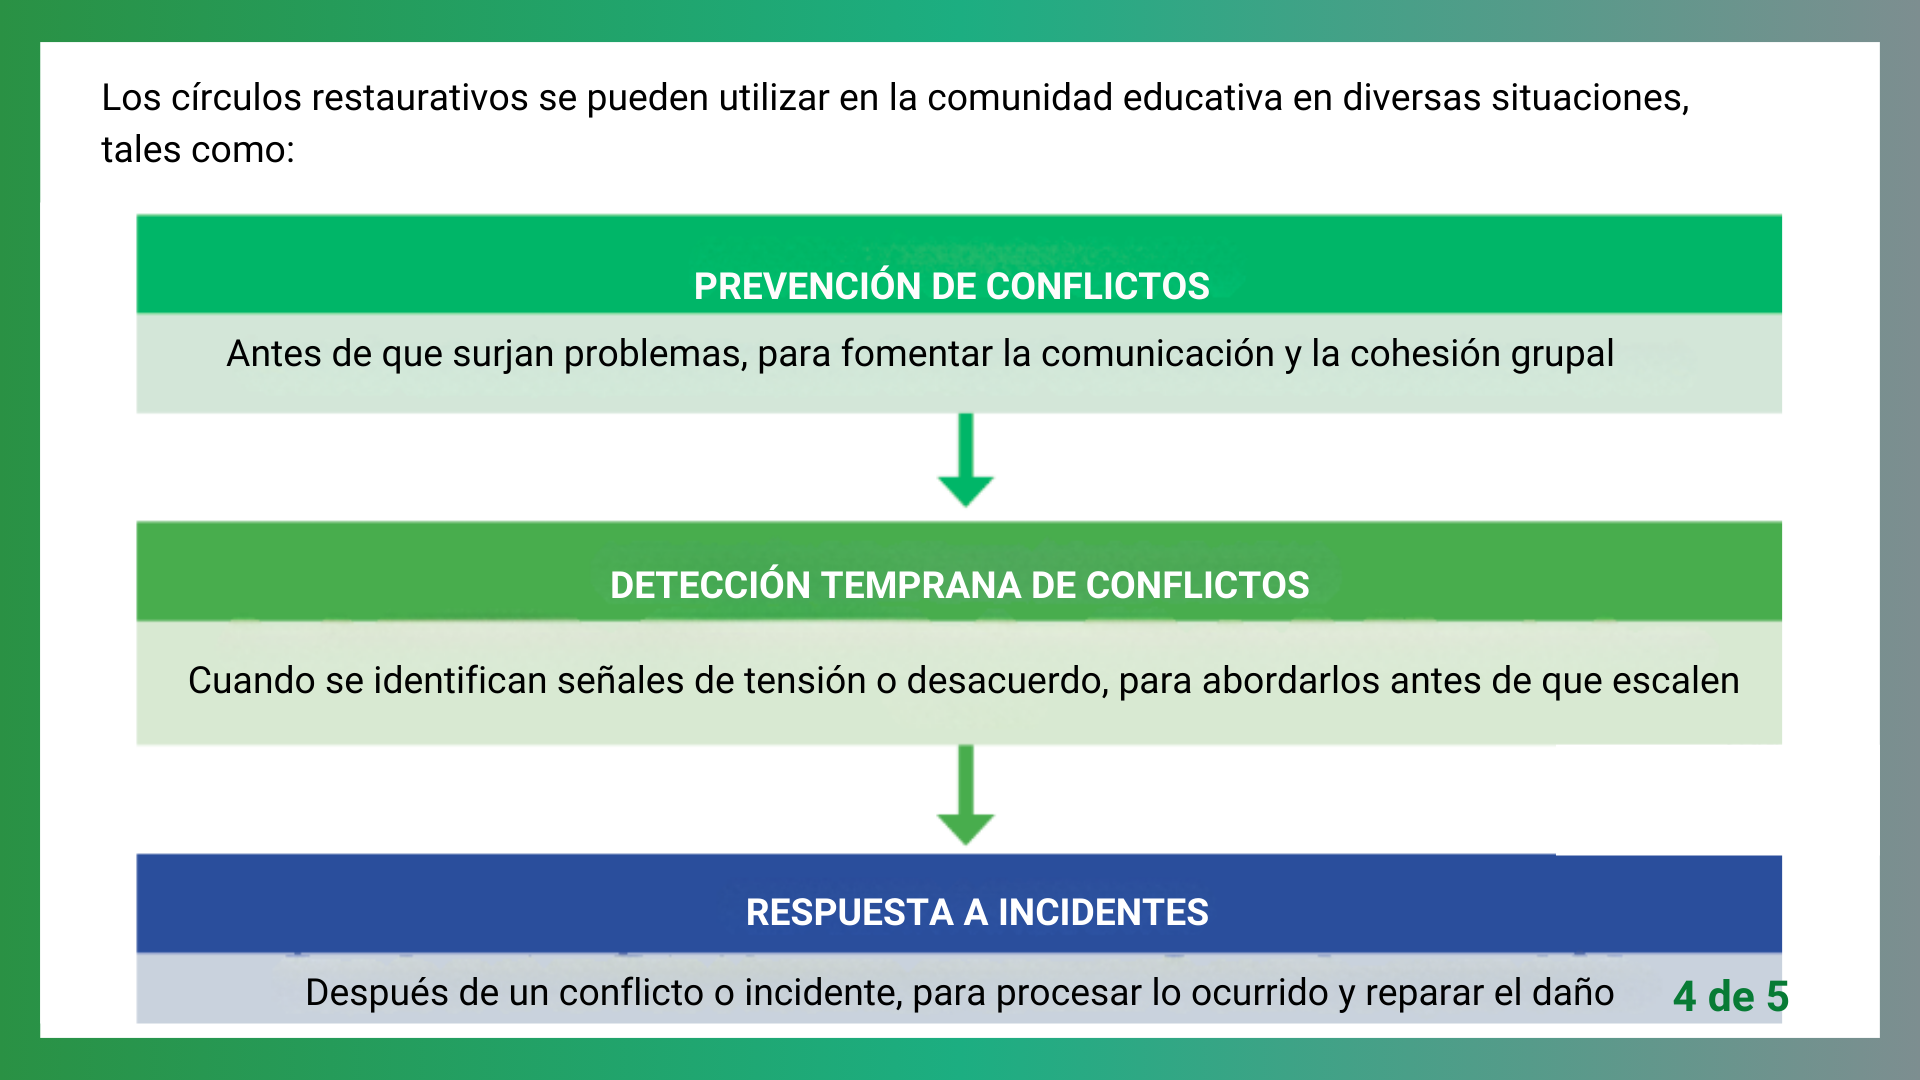 Los círculos restaurativos se pueden utilizar en la comunidad educativa en diversas situaciones,
tales como:
PREVENCIÓN DE CONFLICTOS
Antes de que surjan problemas, para fomentar la comunicación y la cohesión grupal
DETECCIÓN TEMPRANA DE CONFLICTOS
Cuando se identifican señales de tensión o desacuerdo, para abordarlos antes de que escalen
RESPUESTA A INCIDENTES
Después de un conflicto o incidente, para procesar lo ocurrido y reparar el daño
4 de 5